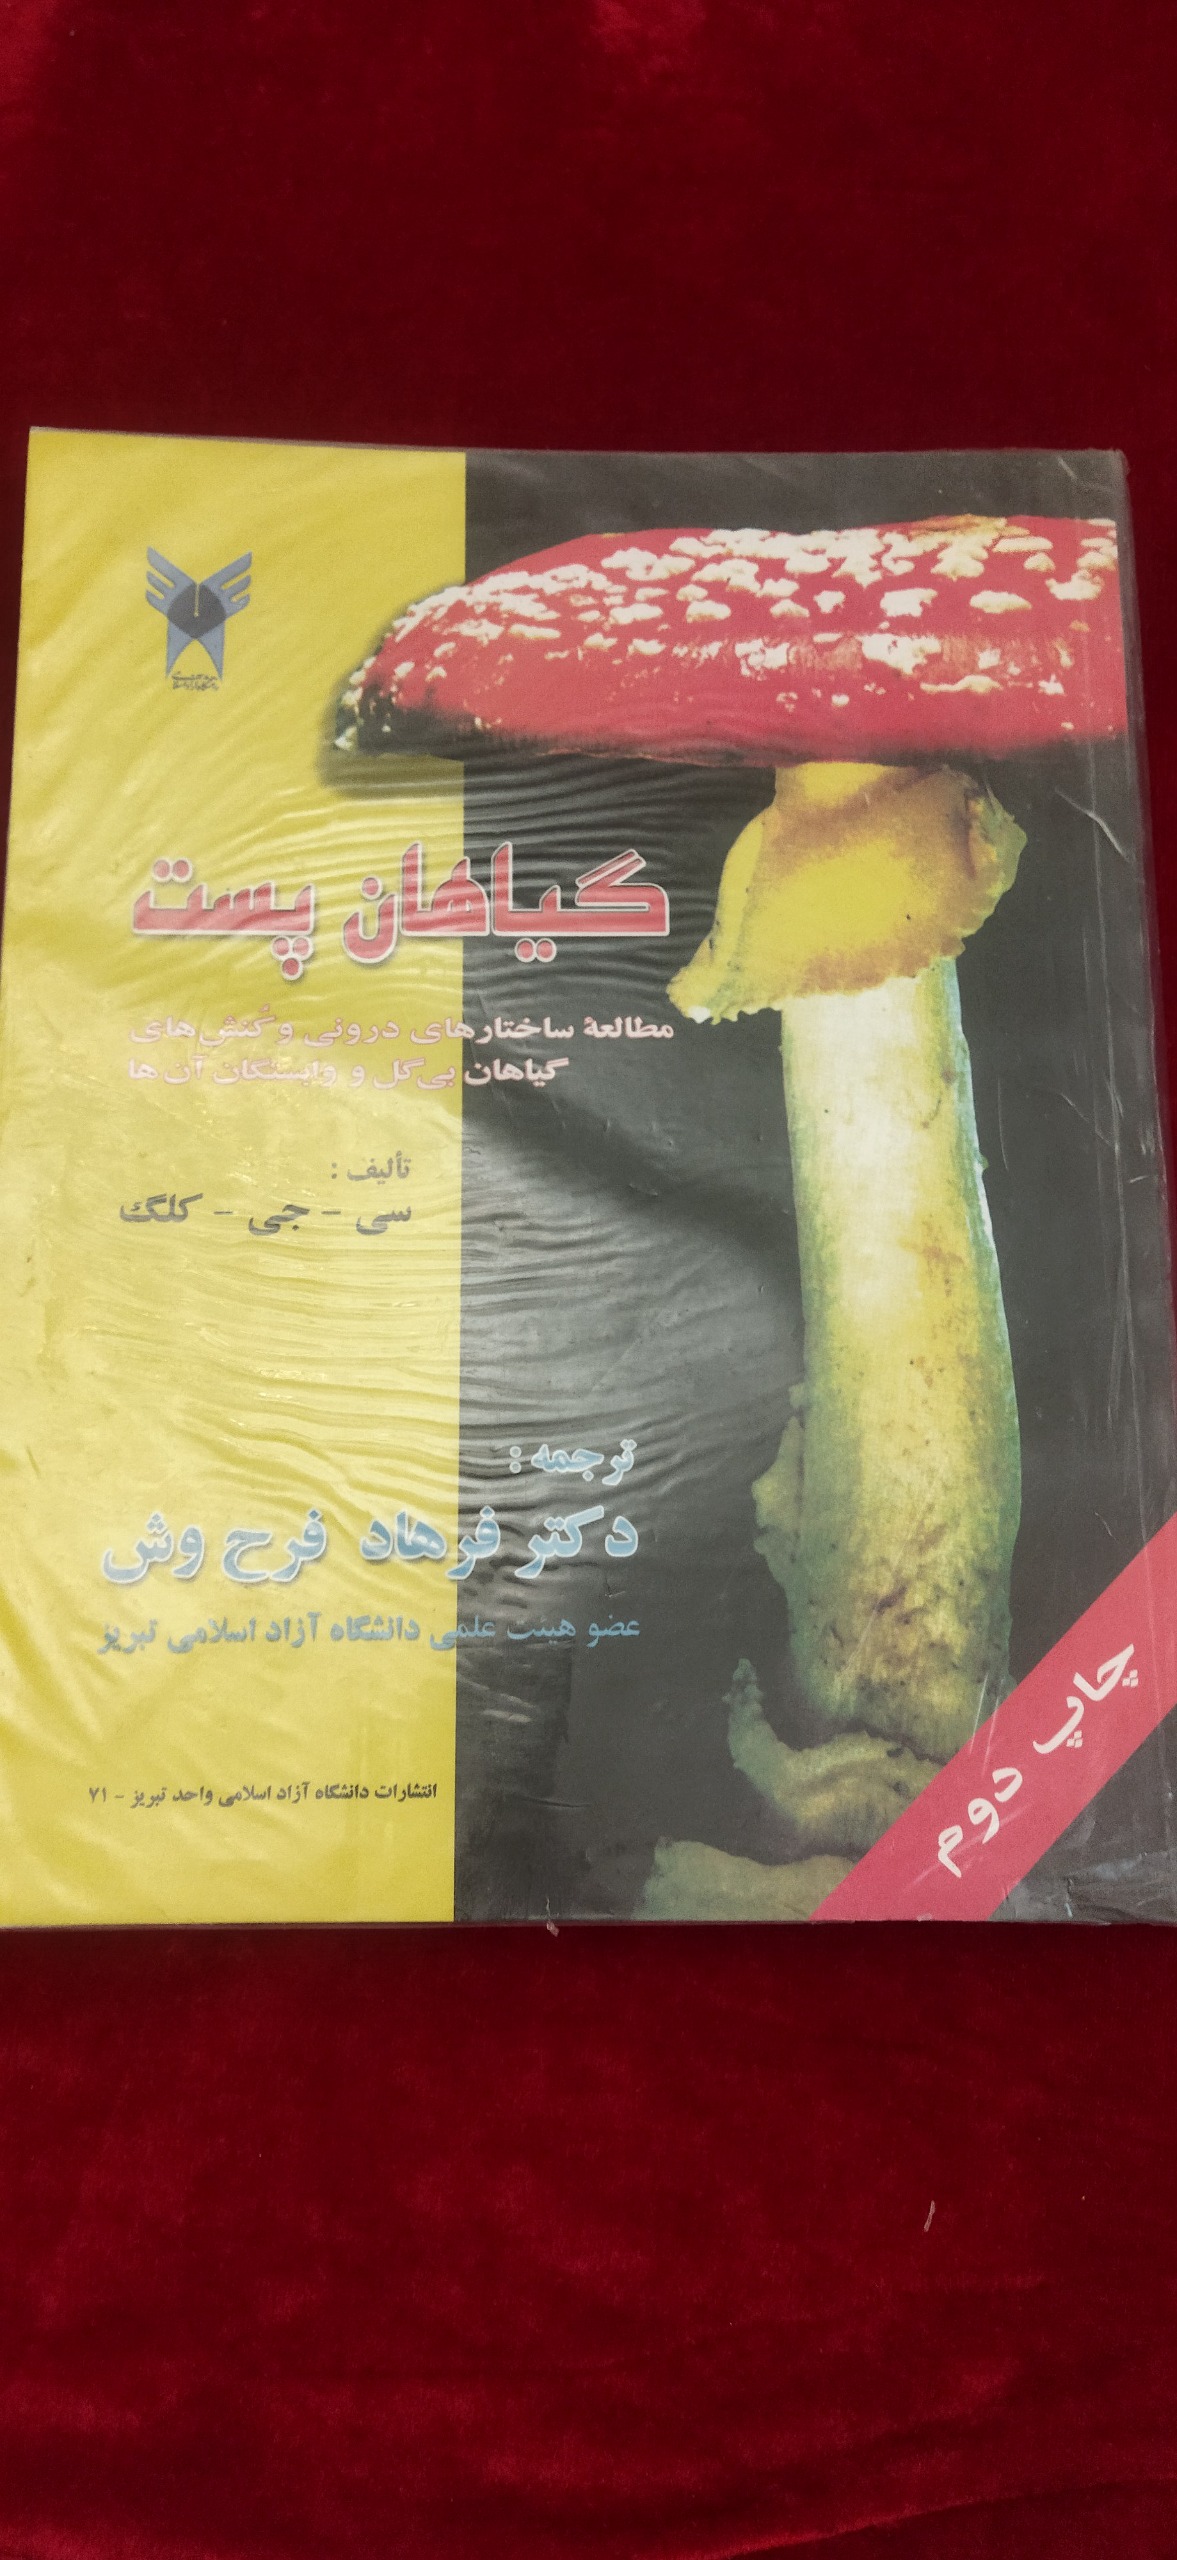 گیاهان پست
مطالعهٔ ساختارهای درونی و کُنش‌های
گیاهان بی‌گل و وابستگان آن ها
تألیف :
سی - جی - کلگ
ترجمه :
دکتر فرهاد فرح وش
عضو هیئت علمی دانشگاه آزاد اسلامی تبریز
انتشارات دانشگاه آزاد اسلامی واحد تبریز - ۷۱
چاپ دوم